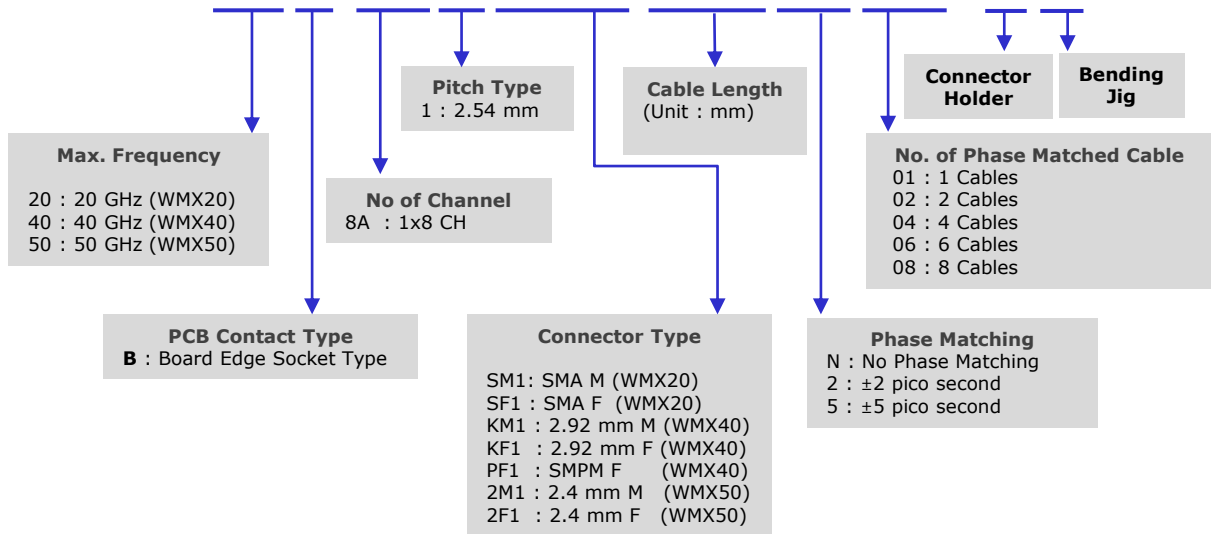 Pitch Type
1 : 2.54 mm
Cable Length
(Unit : mm)
Connector
Holder
Bending
Jig
Max. Frequency
20 : 20 GHz (WMX20)
40 : 40 GHz (WMX40)
50 : 50 GHz (WMX50)
No of Channel
8A : 1x8 CH
No. of Phase Matched Cable
01 : 1 Cables
02 : 2 Cables
04 : 4 Cables
06 : 6 Cables
08 : 8 Cables
PCB Contact Type
B : Board Edge Socket Type
Connector Type
SM1: SMA M (WMX20)
SF1 : SMA F (WMX20)
KM1 : 2.92 mm M (WMX40)
KF1 : 2.92 mm F (WMX40)
PF1 : SMPM F (WMX40)
2M1 : 2.4 mm M (WMX50)
2F1 : 2.4 mm F (WMX50)
Phase Matching
N : No Phase Matching
2 : ±2 pico second
5 : ±5 pico second